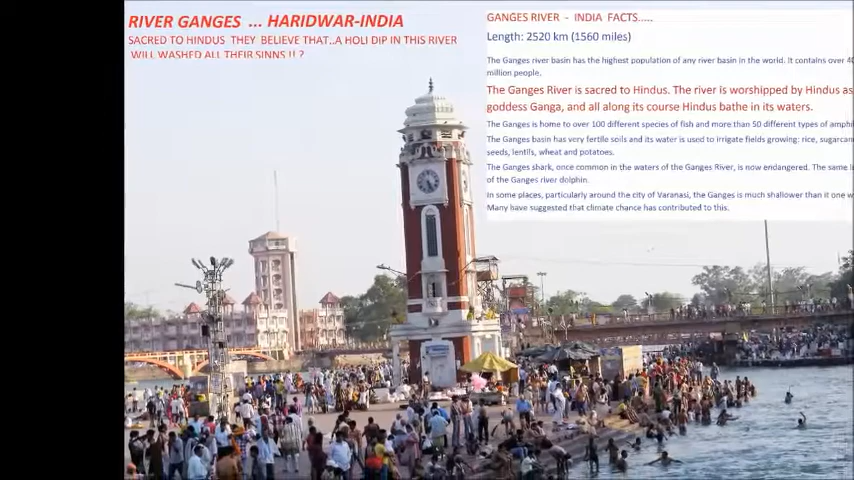 RIVER GANGES ... HARIDWAR-INDIA
SACRED TO HINDUS THEY BELIEVE THAT..A HOLI DIP IN THIS RIVER
WILL WASHED ALL THEIR SINNS !! ?
GANGES RIVER - INDIA FACTS.....
Length: 2520 km (1560 miles)
The Ganges river basin has the highest population of any river basin in the world. It contains over 4
million people.
The Ganges River is sacred to Hindus. The river is worshipped by Hindus as
goddess Ganga, and all along its course Hindus bathe in its waters.
The Ganges is home to over 100 different species of fish and more than 50 different types of amphi
The Ganges basin has very fertile soils and its water is used to irrigate fields growing: rice, sugarcan
seeds, lentils, wheat and potatoes.
The Ganges shark, once common in the waters of the Ganges River, is now endangered. The same i
of the Ganges river dolphin.
In some places, particularly around the city of Varanasi, the Ganges is much shallower than it one w
Many have suggested that climate chance has contributed to this.